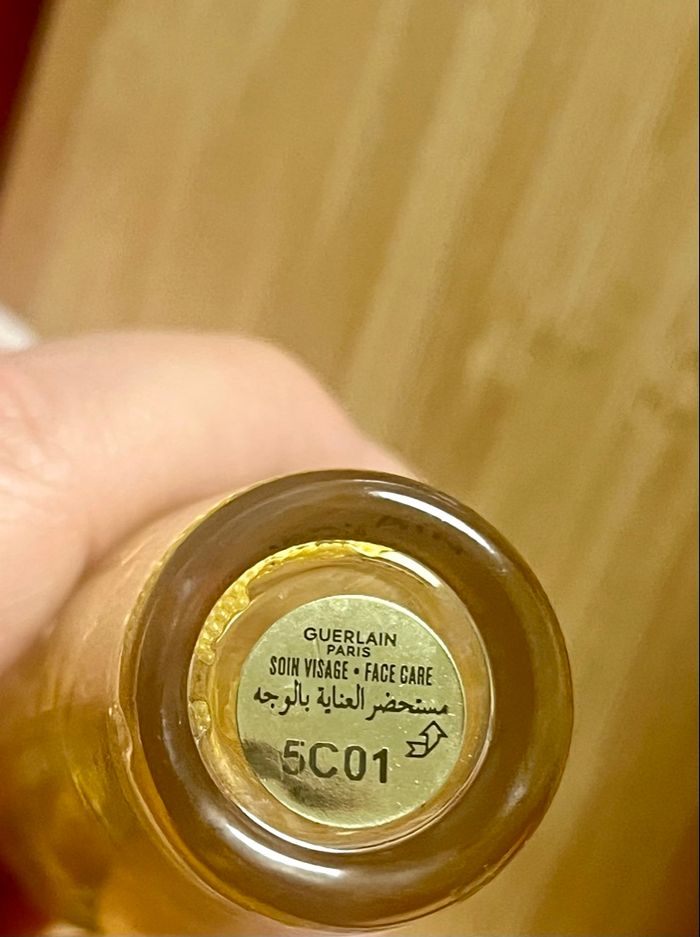 GUERLAIN
PARIS
SOIN VISAGE • FACE CARE
مستحضر العناية بالوجه
5C01